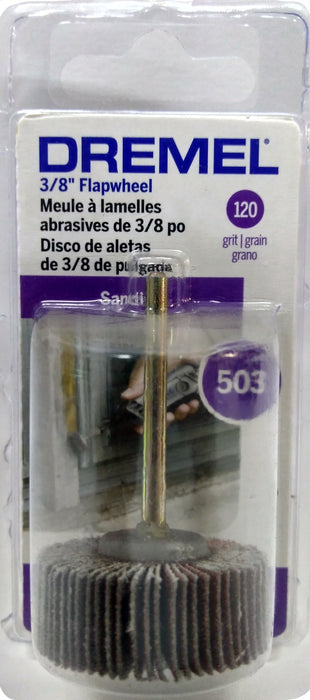 DREMEL
3/8" Flapwheel
Meule à lamelles
abrasives de 3/8 po
Disco de aletas
de 3/8 de pulgada
120
grit | grain
grano
503